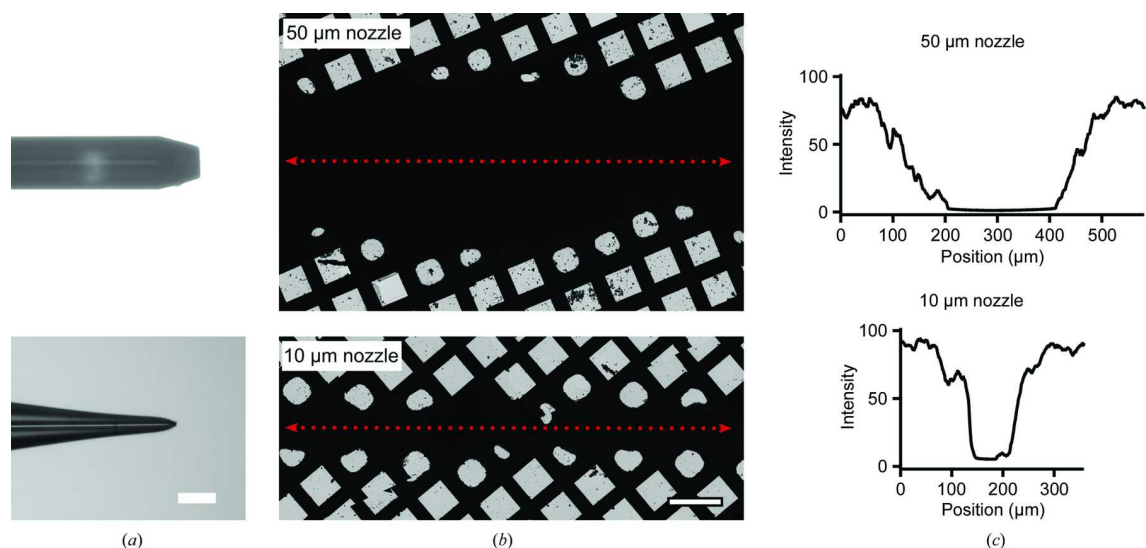 50 µm nozzle
10 µm nozzle
50 µm nozzle
100
50
0
Intensity
0 100 200 300 400 500
Position (µm)
10 µm nozzle
100
50
0
Intensity
0 100 200 300
Position (µm)
(a) (b) (c)